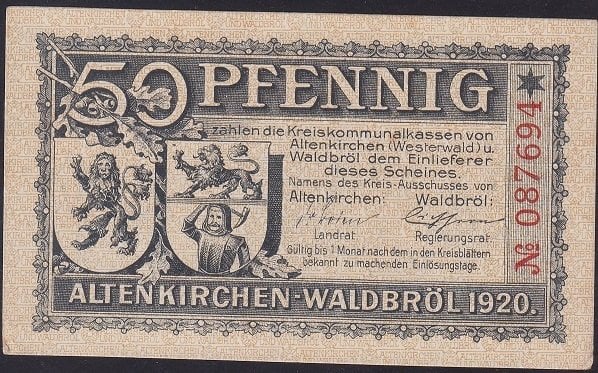 50 PFENNIG
zahlen die Kreiskommunalkassen von
Altenkirchen (Westerwald) u.
Waldbröl dem Einlieferer
dieses Scheines.
Namens des Kreis-Ausschusses von
Altenkirchen: Waldbröl:
Landrat. Regierungsrat.
Gültig bis 1 Monat nach dem in den Kreisblättern
bekannt zu machenden Einlösungstage.
№ 087694
ALTENKIRCHEN-WALDBRÖL 1920.